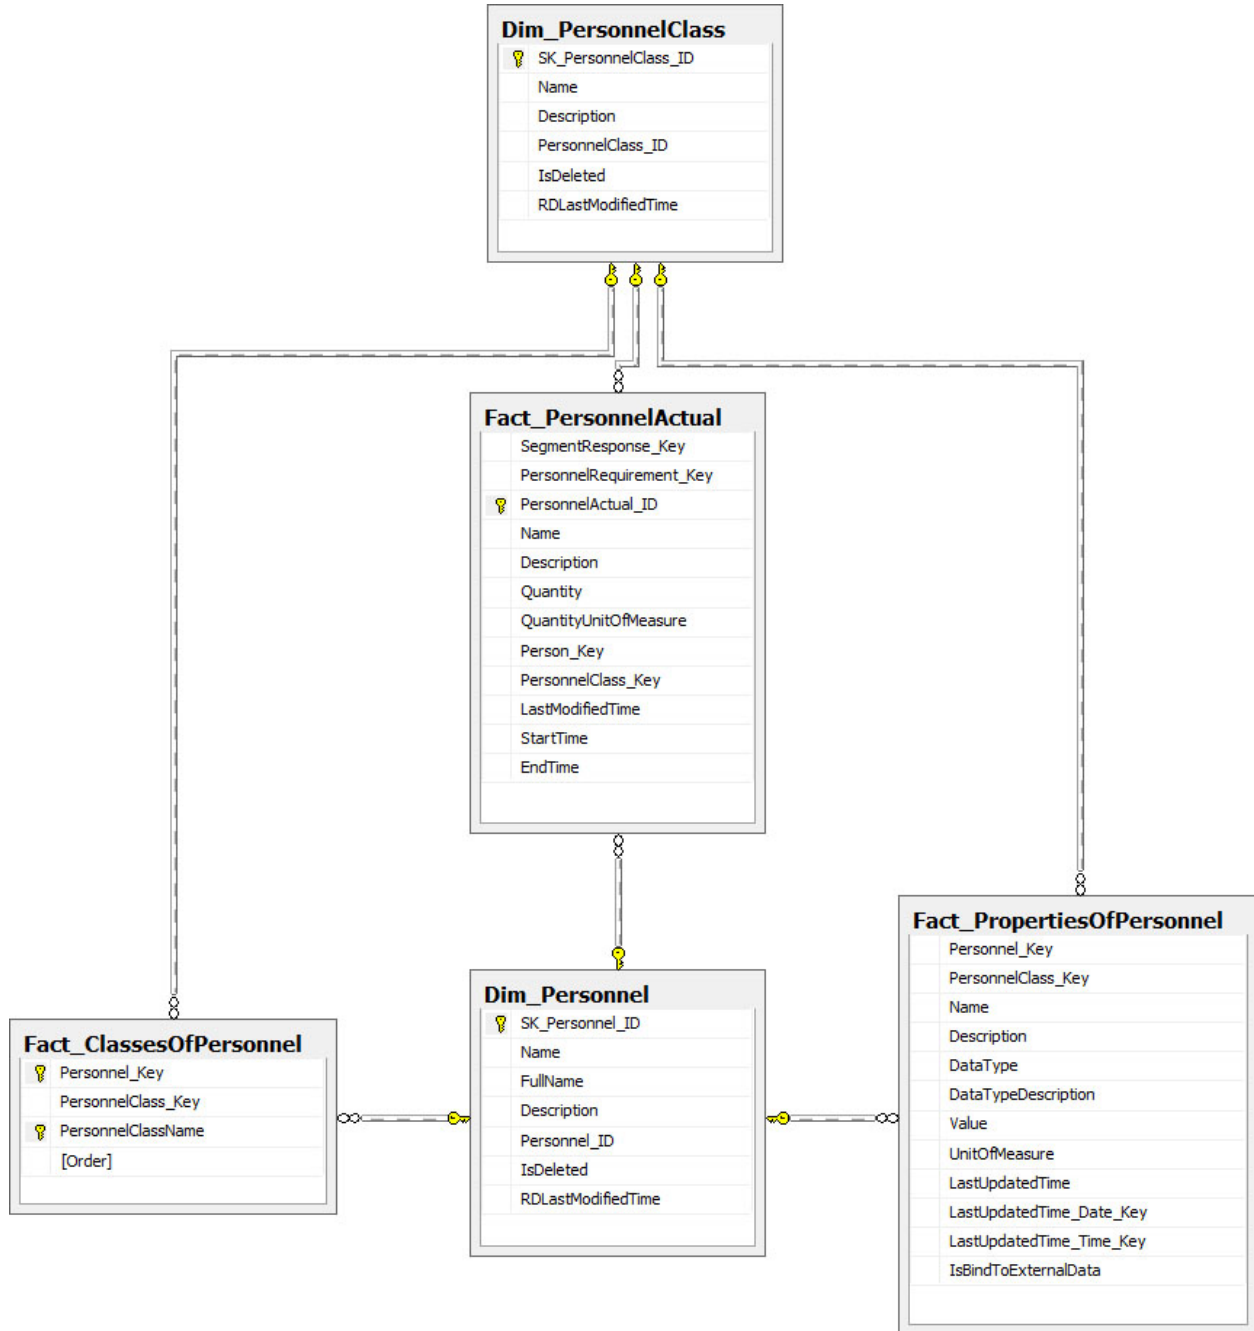 Dim_PersonnelClass
SK_PersonnelClass_ID
Name
Description
PersonnelClass_ID
IsDeleted
RDLastModifiedTime
Fact_PersonnelActual
SegmentResponse_Key
PersonnelRequirement_Key
PersonnelActual_ID
Name
Description
Quantity
QuantityUnitOfMeasure
Person_Key
PersonnelClass_Key
LastModifiedTime
StartTime
EndTime
Fact_ClassesOfPersonnel
Personnel_Key
PersonnelClass_Key
PersonnelClassName
[Order]
Dim_Personnel
SK_Personnel_ID
Name
FullName
Description
Personnel_ID
IsDeleted
RDLastModifiedTime
Fact_PropertiesOfPersonnel
Personnel_Key
PersonnelClass_Key
Name
Description
DataType
DataTypeDescription
Value
UnitOfMeasure
LastUpdatedTime
LastUpdatedTime_Date_Key
LastUpdatedTime_Time_Key
IsBindToExternalData